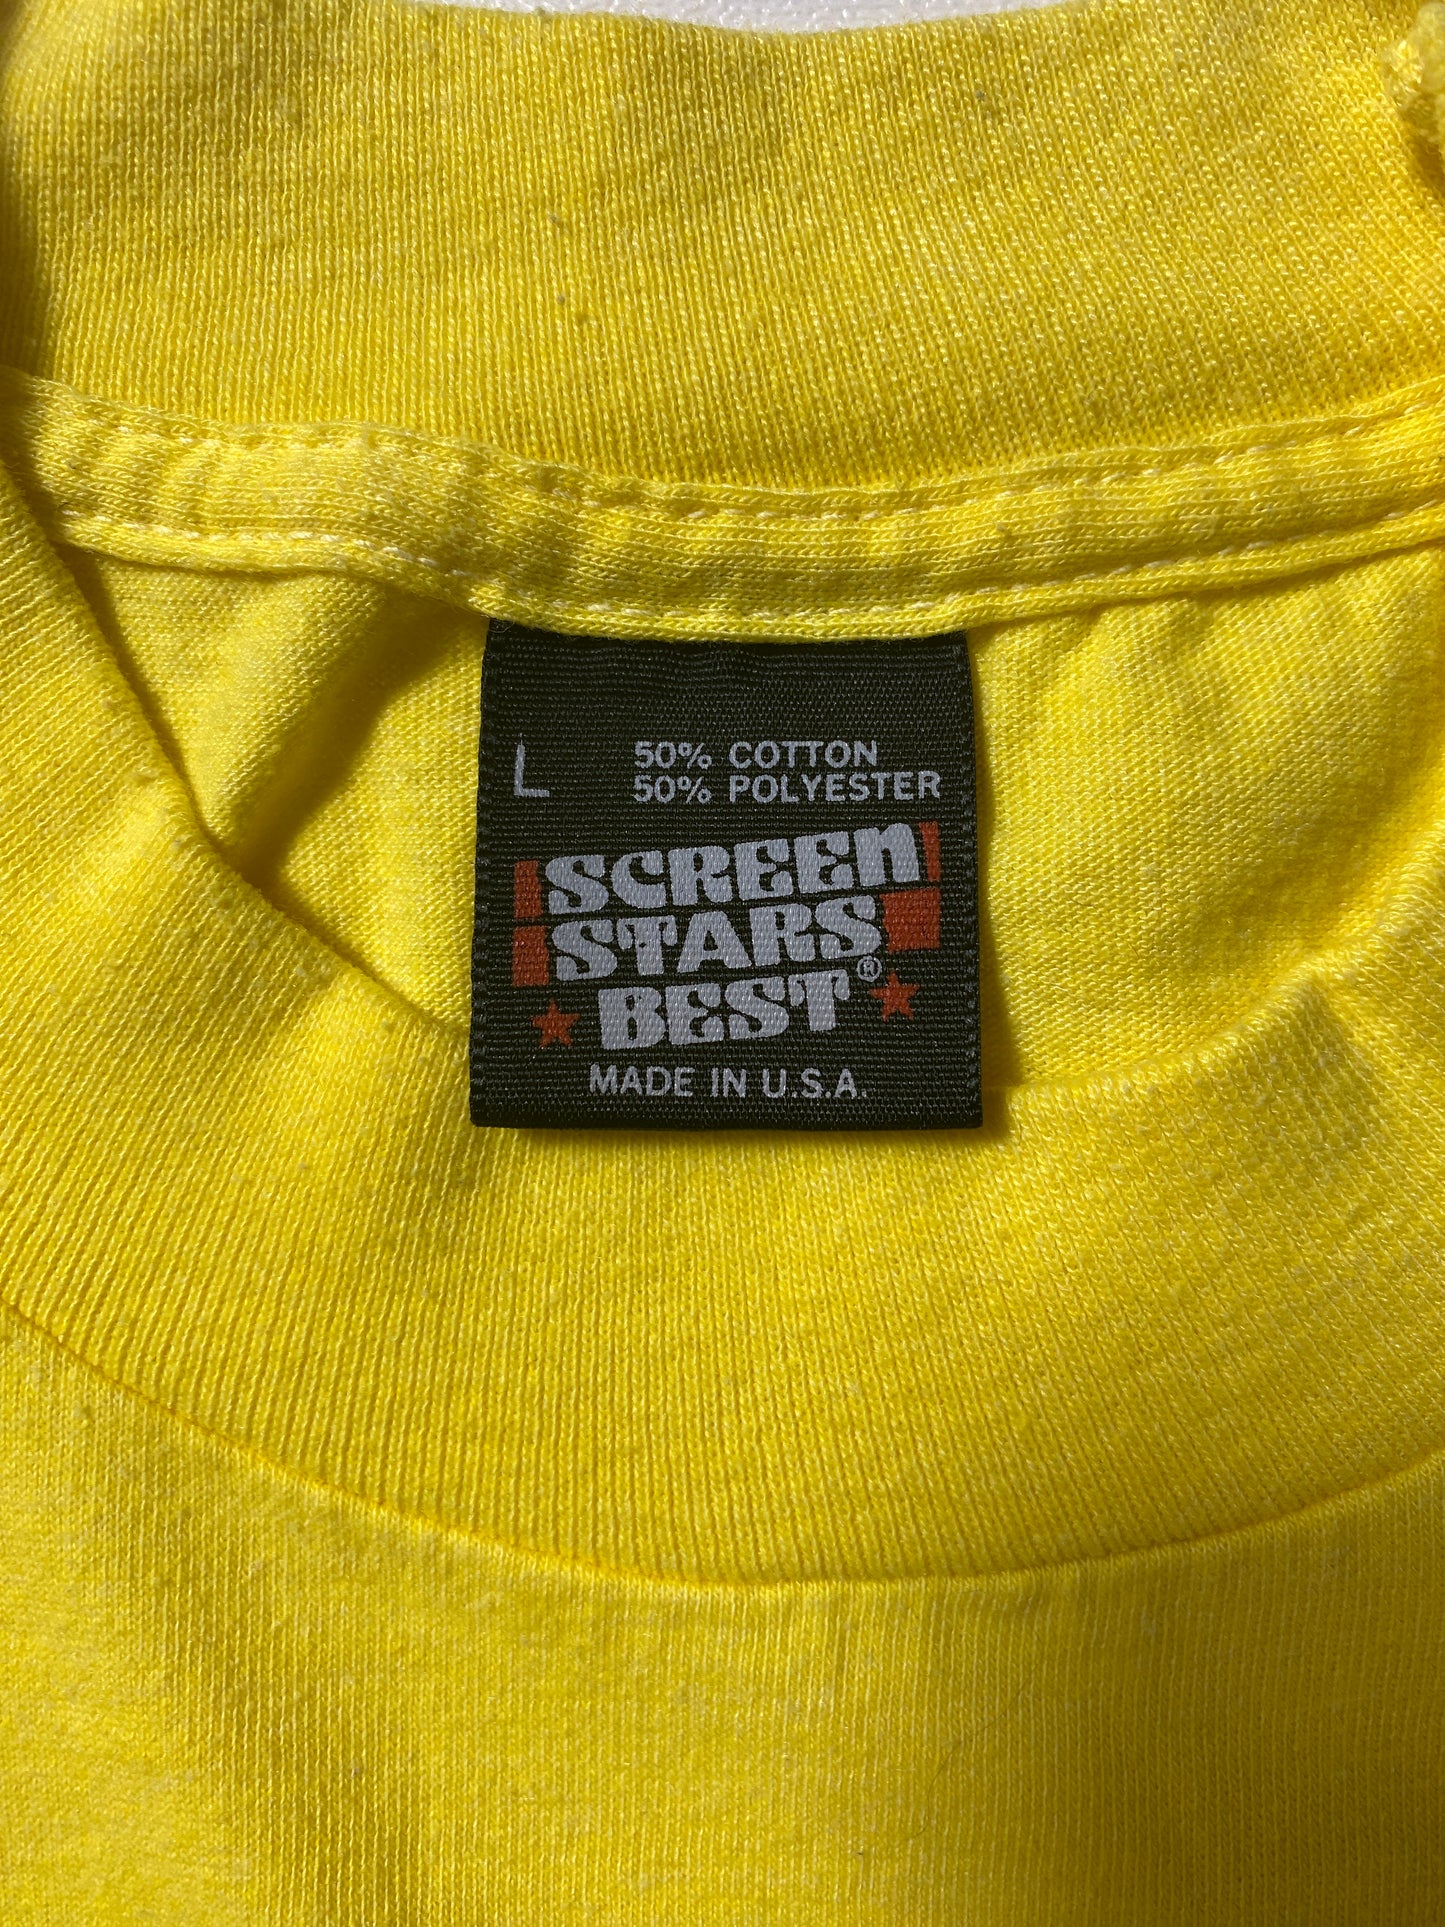 L
50% COTTON
50% POLYESTER
SCREEN
STARS
BEST®
MADE IN U.S.A.